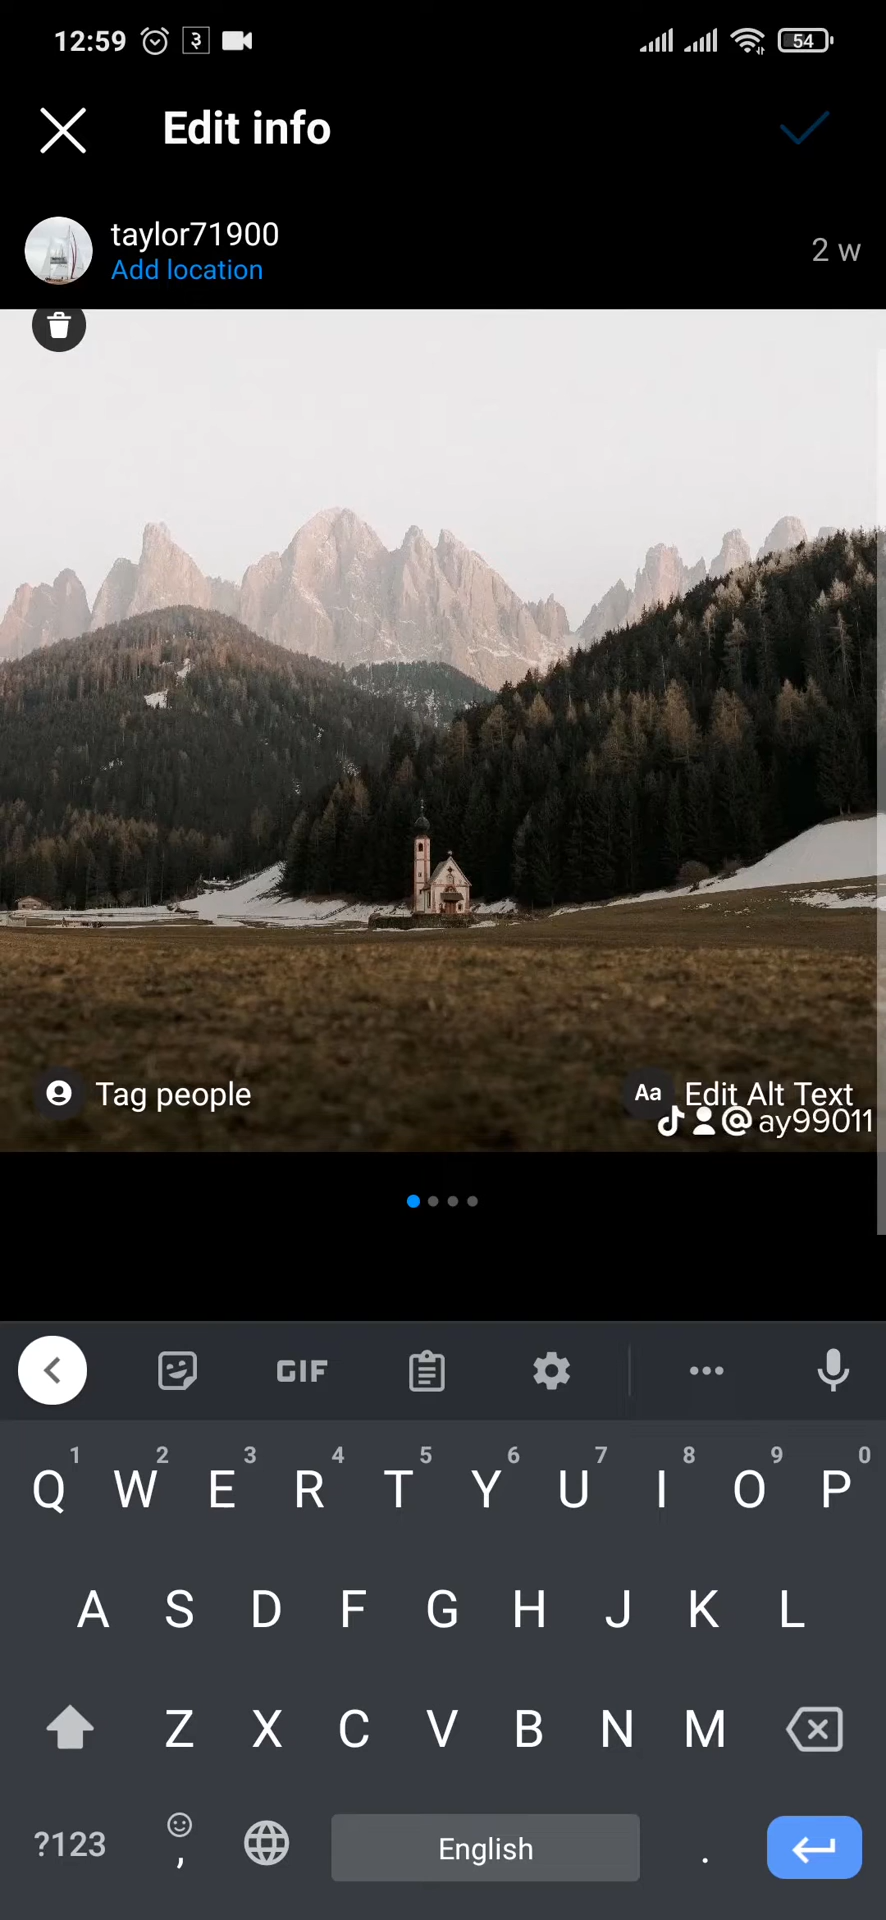 12:59 ३ 54
Edit info
taylor71900
Add location
2 w
Tag people
Aa Edit Alt Text
@ ay99011
GIF
1 2 3 4 5 6 7 8 9 0
Q W E R T Y U I O P
A S D F G H J K L
Z X C V B N M
?123 , English .